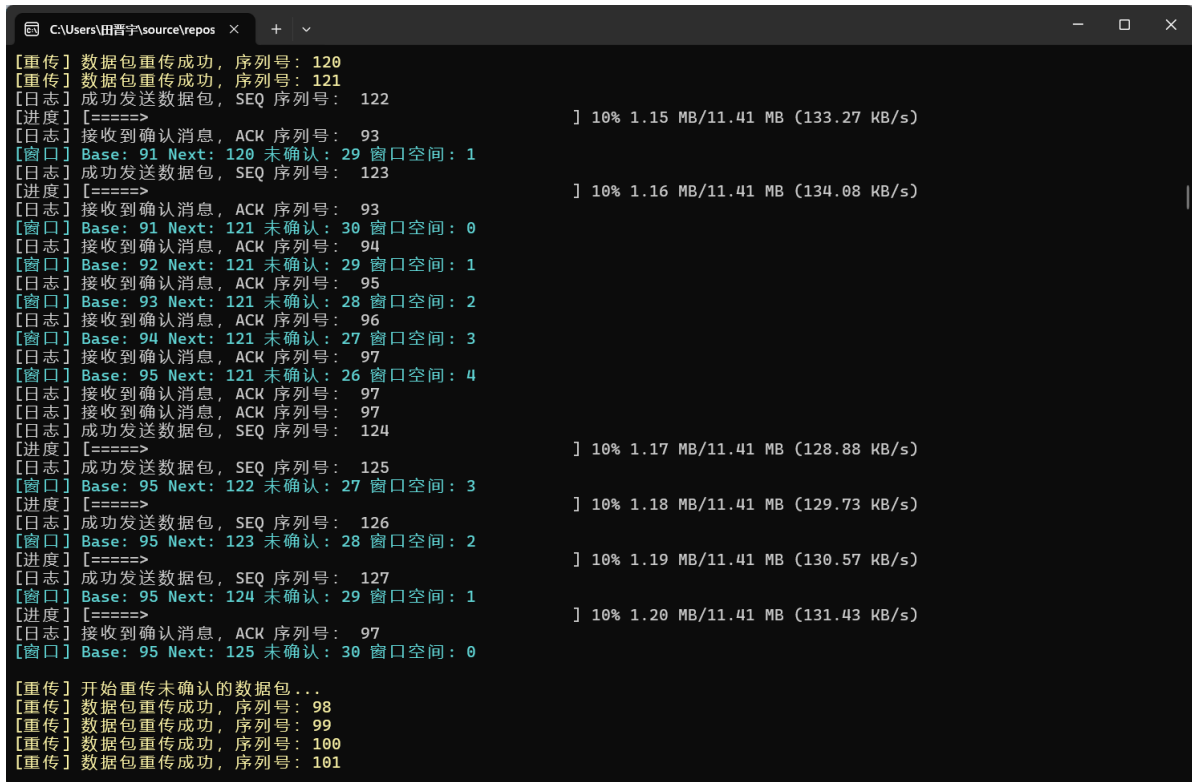 C:\Users\田晋宇\source\repos
[重传] 数据包重传成功, 序列号: 120
[重传] 数据包重传成功, 序列号: 121
[日志] 成功发送数据包, SEQ 序列号: 122
[进度] [=====> ] 10% 1.15 MB/11.41 MB (133.27 KB/s)
[日志] 接收到确认消息, ACK 序列号: 93
[窗口] Base: 91 Next: 120 未确认: 29 窗口空间: 1
[日志] 成功发送数据包, SEQ 序列号: 123
[进度] [=====> ] 10% 1.16 MB/11.41 MB (134.08 KB/s)
[日志] 接收到确认消息, ACK 序列号: 93
[窗口] Base: 91 Next: 121 未确认: 30 窗口空间: 0
[日志] 接收到确认消息, ACK 序列号: 94
[窗口] Base: 92 Next: 121 未确认: 29 窗口空间: 1
[日志] 接收到确认消息, ACK 序列号: 95
[窗口] Base: 93 Next: 121 未确认: 28 窗口空间: 2
[日志] 接收到确认消息, ACK 序列号: 96
[窗口] Base: 94 Next: 121 未确认: 27 窗口空间: 3
[日志] 接收到确认消息, ACK 序列号: 97
[窗口] Base: 95 Next: 121 未确认: 26 窗口空间: 4
[日志] 接收到确认消息, ACK 序列号: 97
[日志] 接收到确认消息, ACK 序列号: 97
[日志] 成功发送数据包, SEQ 序列号: 124
[进度] [=====> ] 10% 1.17 MB/11.41 MB (128.88 KB/s)
[日志] 成功发送数据包, SEQ 序列号: 125
[窗口] Base: 95 Next: 122 未确认: 27 窗口空间: 3
[进度] [=====> ] 10% 1.18 MB/11.41 MB (129.73 KB/s)
[日志] 成功发送数据包, SEQ 序列号: 126
[窗口] Base: 95 Next: 123 未确认: 28 窗口空间: 2
[进度] [=====> ] 10% 1.19 MB/11.41 MB (130.57 KB/s)
[日志] 成功发送数据包, SEQ 序列号: 127
[窗口] Base: 95 Next: 124 未确认: 29 窗口空间: 1
[进度] [=====> ] 10% 1.20 MB/11.41 MB (131.43 KB/s)
[日志] 接收到确认消息, ACK 序列号: 97
[窗口] Base: 95 Next: 125 未确认: 30 窗口空间: 0
[重传] 开始重传未确认的数据包...
[重传] 数据包重传成功, 序列号: 98
[重传] 数据包重传成功, 序列号: 99
[重传] 数据包重传成功, 序列号: 100
[重传] 数据包重传成功, 序列号: 101